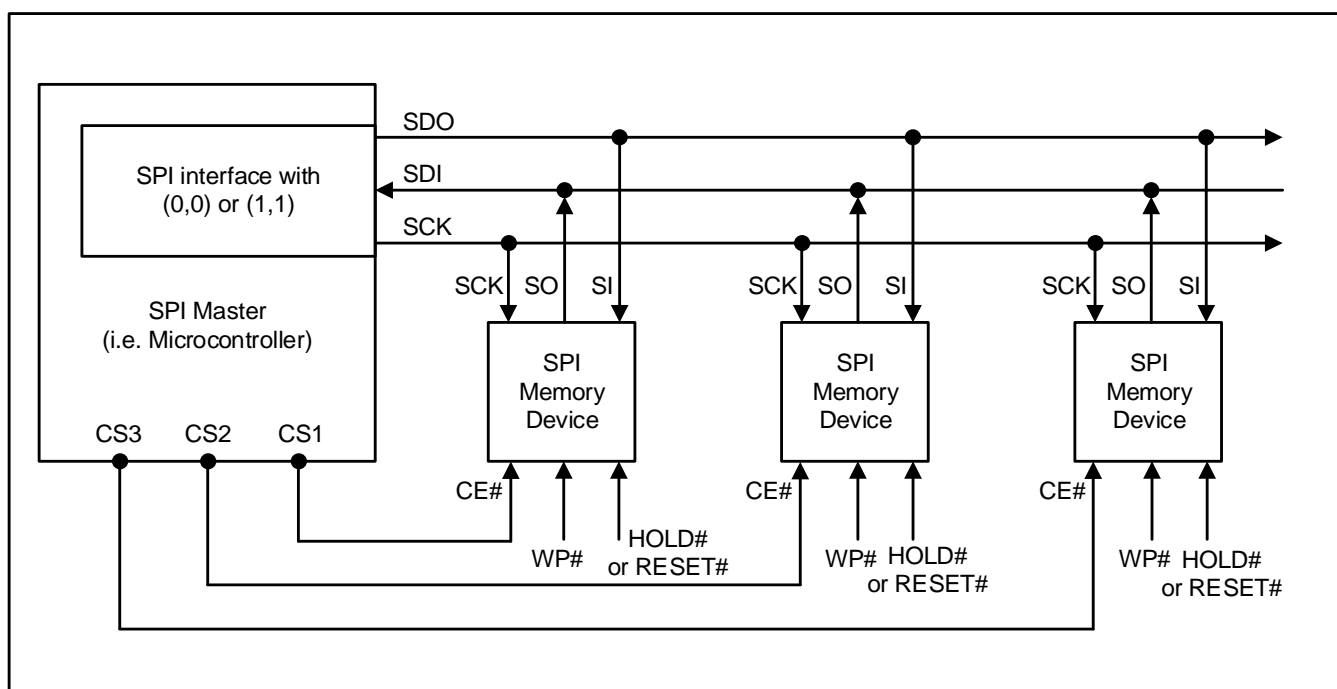 SDO
SPI interface with
(0,0) or (1,1)
SDI
SCK
SPI Master
(i.e. Microcontroller)
SCK SO SI
SCK SO SI
SCK SO SI
SPI
Memory
Device
SPI
Memory
Device
SPI
Memory
Device
CS3 CS2 CS1
CE#
WP#
HOLD#
or RESET#
CE#
WP#
HOLD#
or RESET#
CE#
WP#
HOLD#
or RESET#